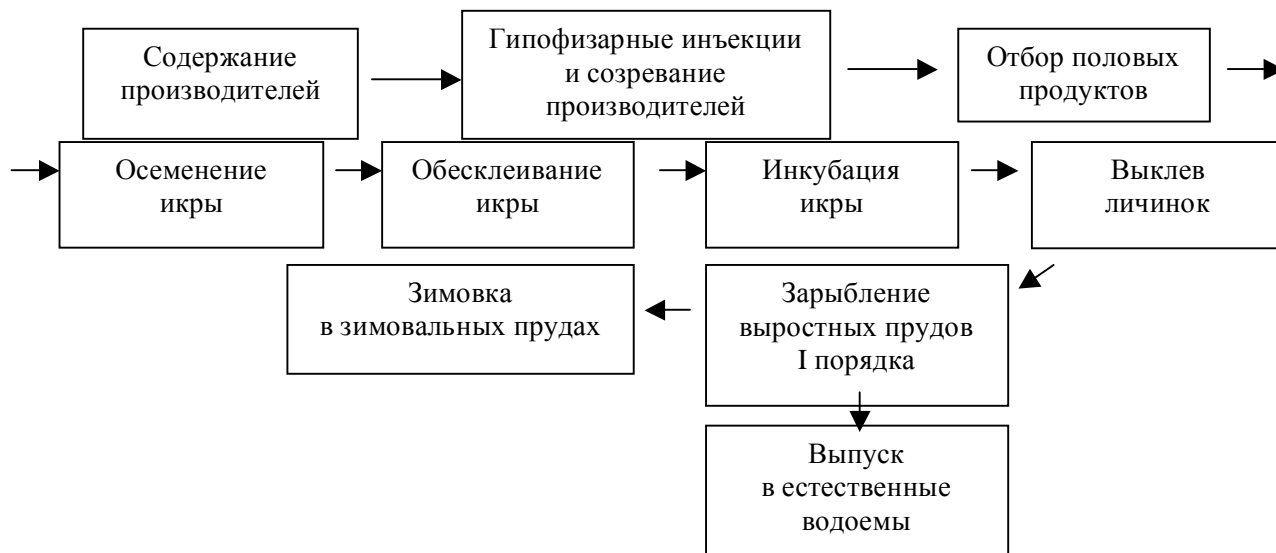 Содержание
производителей
Гипофизарные инъекции
и созревание
производителей
Отбор половых
продуктов
Осеменение
икры
Обесклеивание
икры
Инкубация
икры
Выклев
личинок
Зимовка
в зимовальных прудах
Зарыбление
выростных прудов
I порядка
Выпуск
в естественные
водоемы